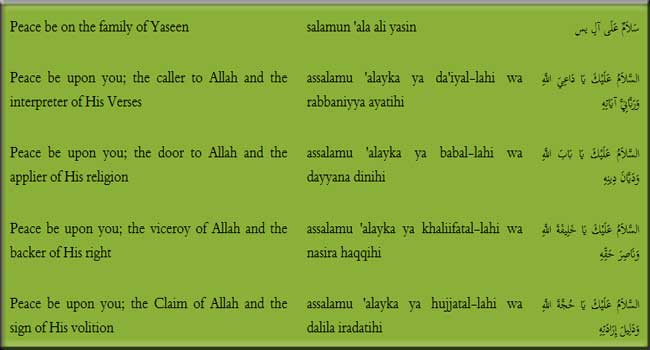 Peace be on the family of Yaseen
salamun 'ala ali yasin
سَلاَمٌ عَلَى آلِ يس
Peace be upon you; the caller to Allah and the
interpreter of His Verses
assalamu 'alayka ya da'iyal-lahi wa
rabbaniyya ayatihi
السَّلاَمُ عَلَيْكَ يَا دَاعِيَ اللَّهِ
وَرَبَّانِيَّ آيَاتِهِ
Peace be upon you; the door to Allah and the
applier of His religion
assalamu 'alayka ya babal-lahi wa
dayyana dinihi
السَّلاَمُ عَلَيْكَ يَا بَابَ اللَّهِ
وَدَيَّانَ دِينِهِ
Peace be upon you; the viceroy of Allah and the
backer of His right
assalamu 'alayka ya khaliifatal-lahi wa
nasira haqqihi
السَّلاَمُ عَلَيْكَ يَا خَلِيفَةَ اللَّهِ
وَنَاصِرَ حَقِّهِ
Peace be upon you; the Claim of Allah and the
sign of His volition
assalamu 'alayka ya hujjatal-lahi wa
dalila iradatihi
السَّلاَمُ عَلَيْكَ يَا حُجَّةَ اللَّهِ
وَدَلِيلَ إِرَادَتِهِ